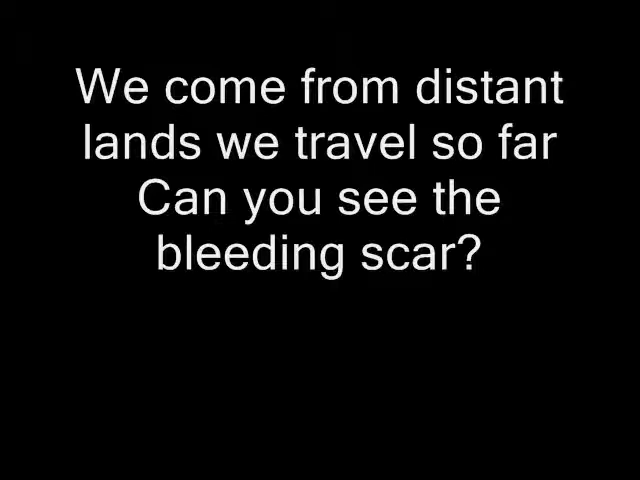 We come from distant
lands we travel so far
Can you see the
bleeding scar?